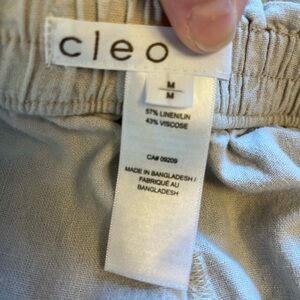 cleo
M
M
57% LINEN/LIN
43% VISCOSE
CA# 09209
MADE IN BANGLADESH /
FABRIQUÉ AU
BANGLADESH